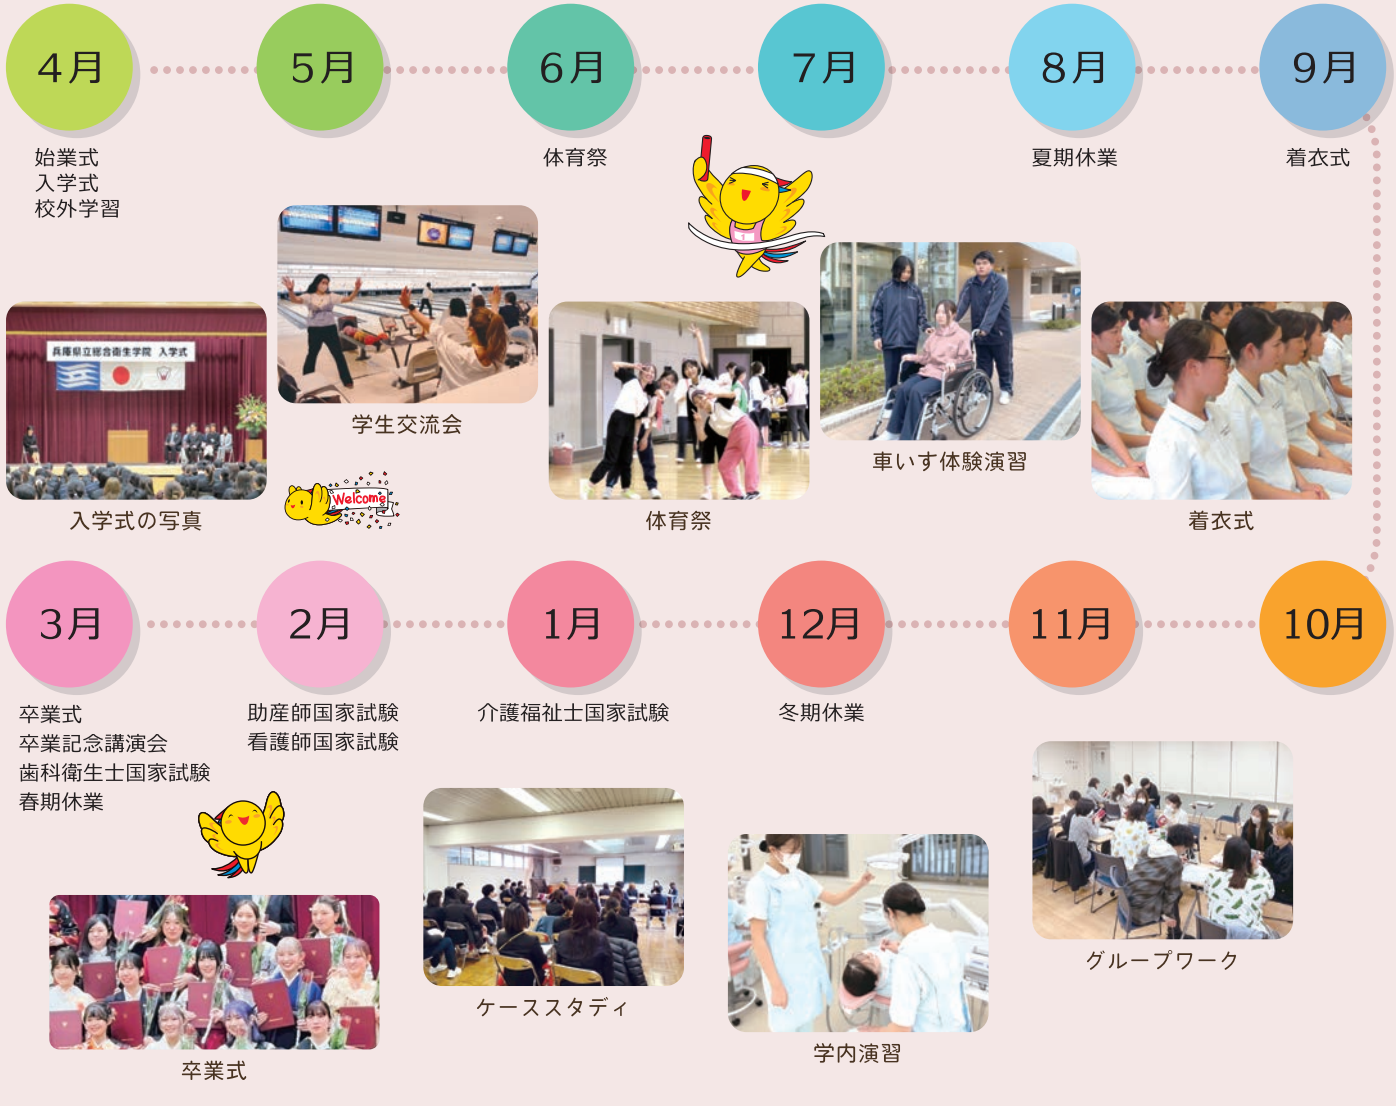 4月
5月
6月
7月
8月
9月
始業式
入学式
校外学習
体育祭
夏期休業
着衣式
兵庫県立総合衛生学院 入学式
入学式の写真
学生交流会
Welcome
体育祭
車いす体験演習
着衣式
3月
2月
1月
12月
11月
10月
卒業式
卒業記念講演会
歯科衛生士国家試験
春期休業
助産師国家試験
看護師国家試験
介護福祉士国家試験
冬期休業
卒業式
ケーススタディ
学内演習
グループワーク